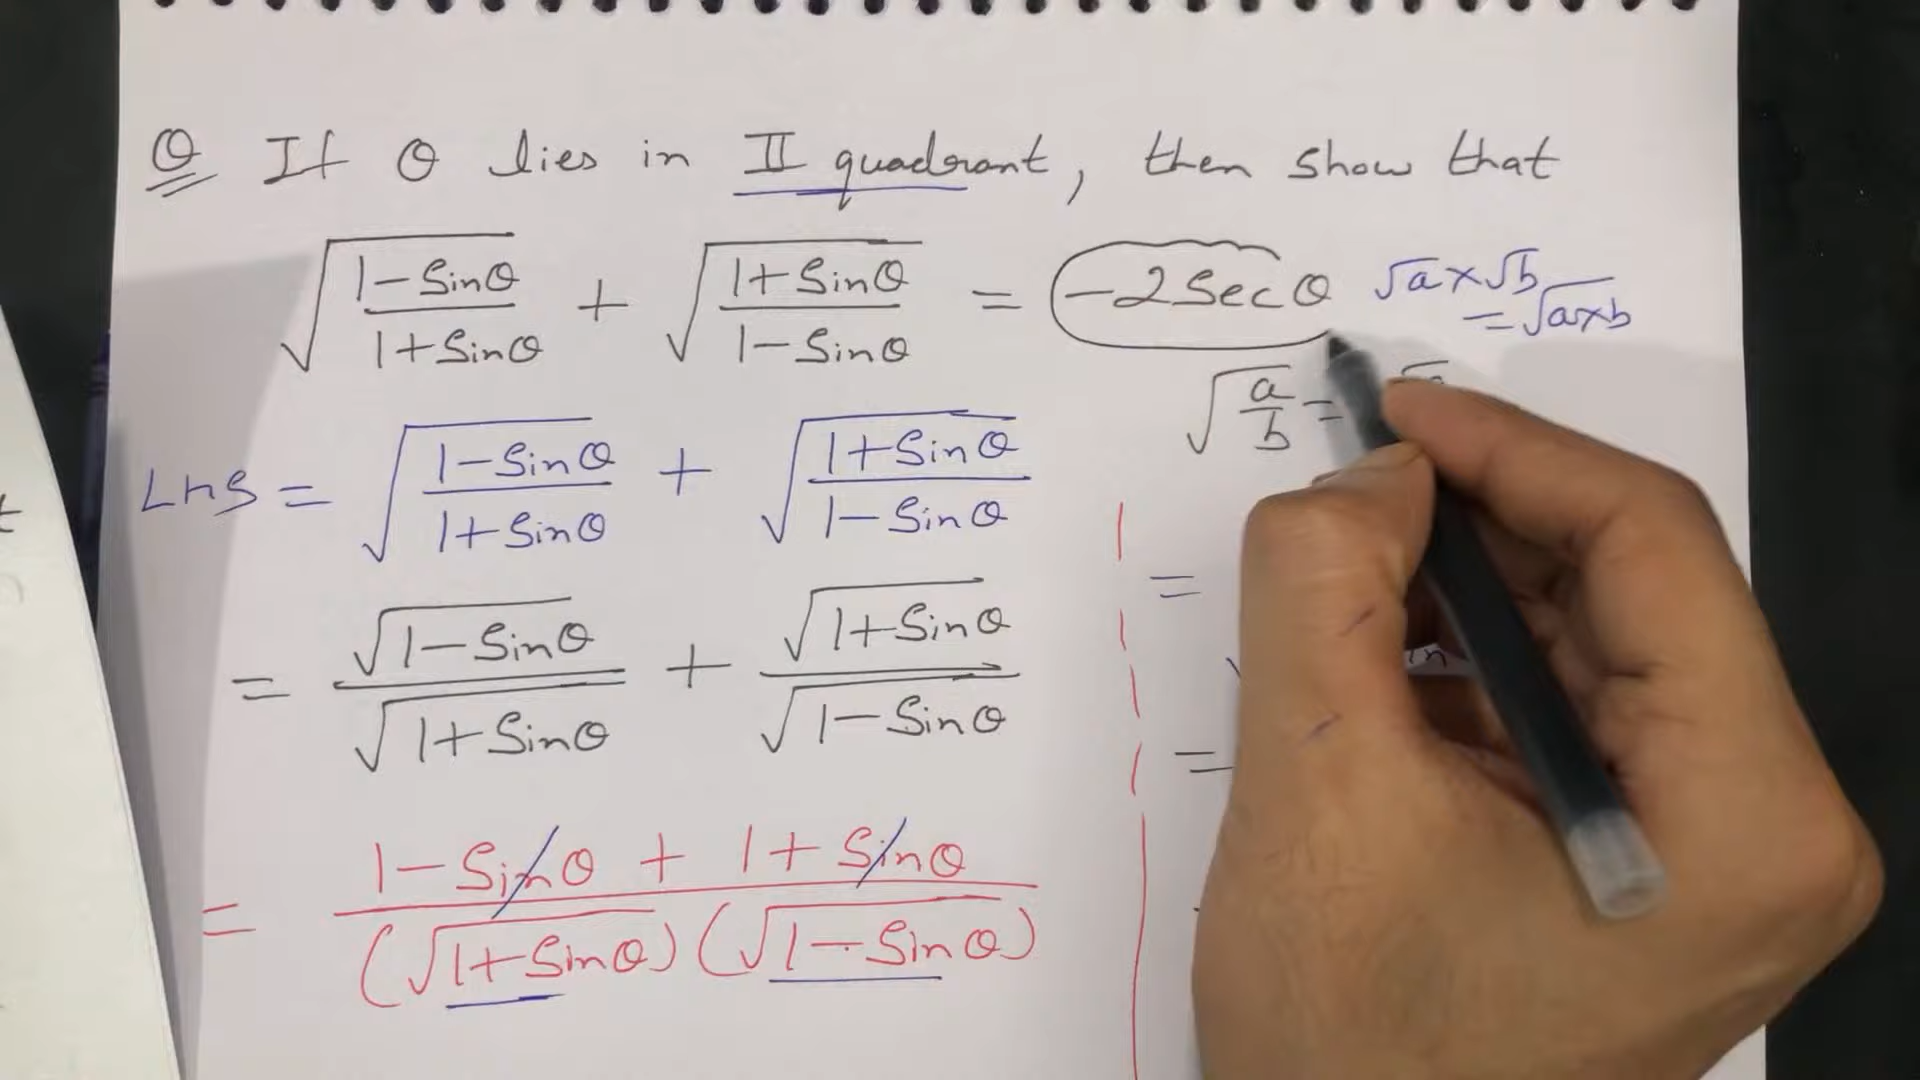 Q If θ lies in II quadrant, then show that
√(1-Sinθ / 1+Sinθ) + √(1+Sinθ / 1-Sinθ) = -2Secθ
√a×√b
=√a×b
√(a/b) =
LHS = √(1-Sinθ / 1+Sinθ) + √(1+Sinθ / 1-Sinθ)
= √1-Sinθ / √1+Sinθ + √1+Sinθ / √1-Sinθ
= 1-Sinθ + 1+Sinθ / (√1+Sinθ)(√1-Sinθ)
=
=